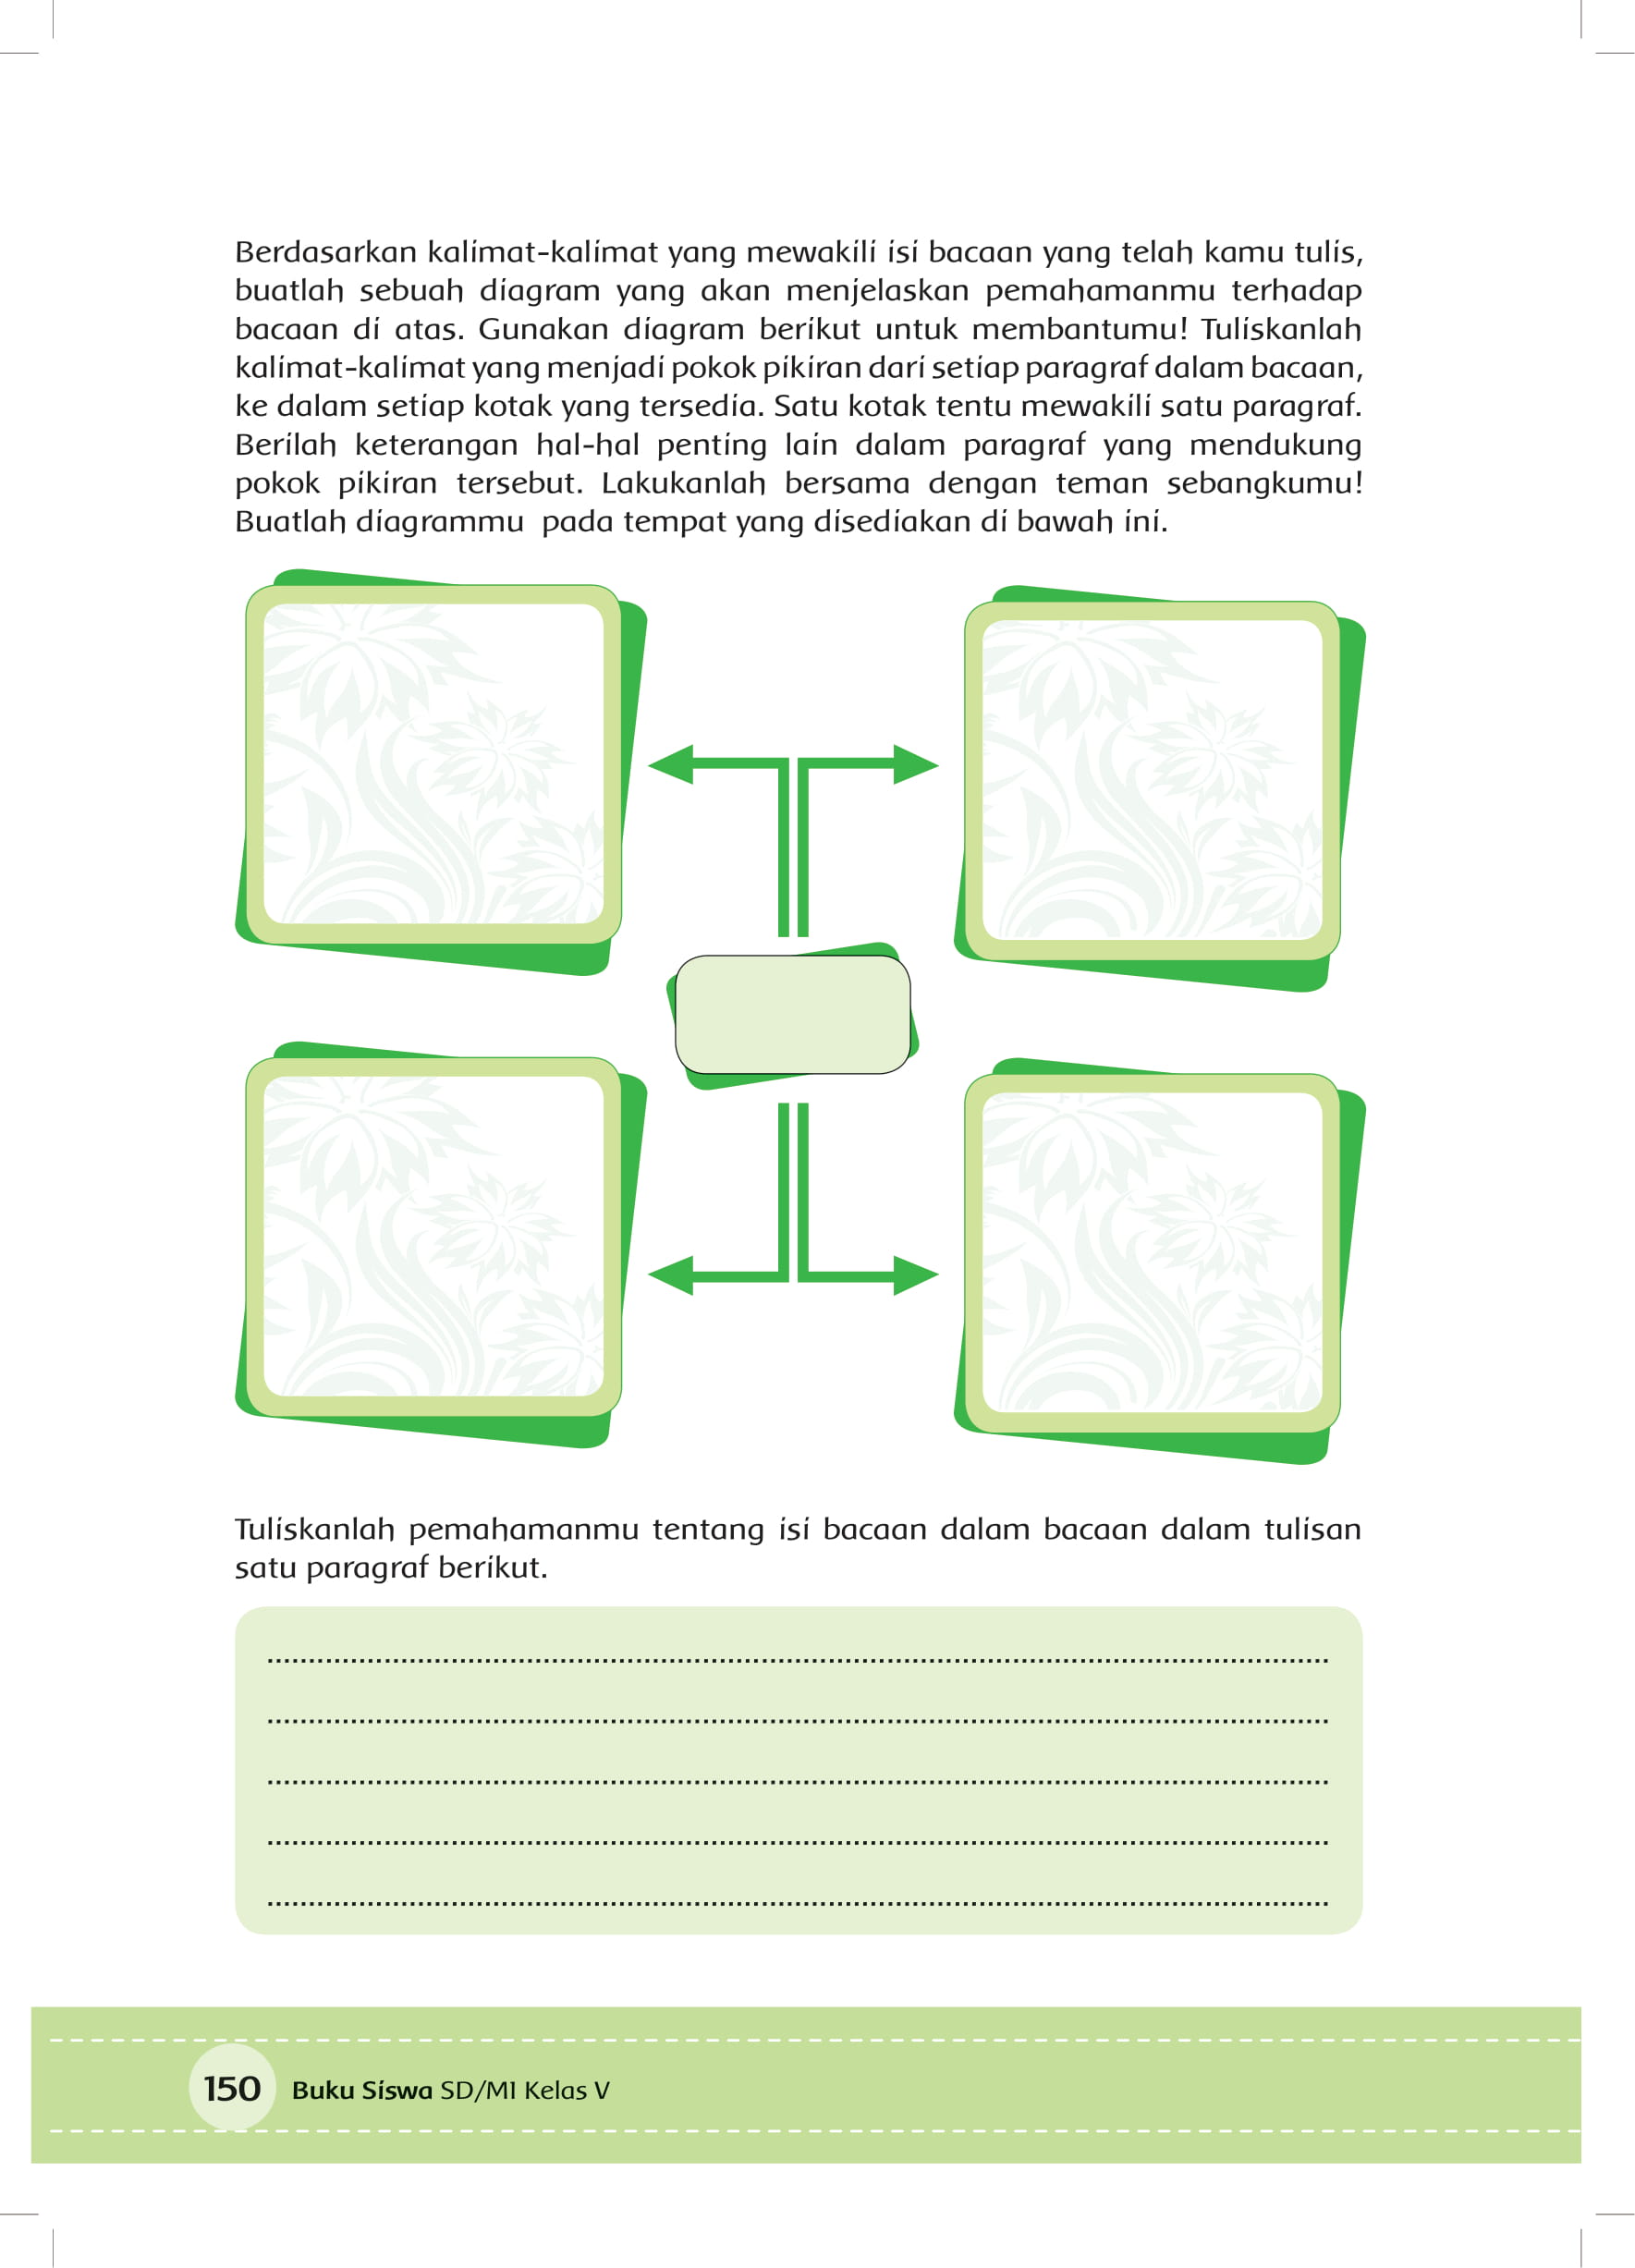 Berdasarkan kalimat-kalimat yang mewakili isi bacaan yang telah kamu tulis,
buatlah sebuah diagram yang akan menjelaskan pemahamanmu terhadap
bacaan di atas. Gunakan diagram berikut untuk membantumu! Tuliskanlah
kalimat-kalimat yang menjadi pokok pikiran dari setiap paragraf dalam bacaan,
ke dalam setiap kotak yang tersedia. Satu kotak tentu mewakili satu paragraf.
Berilah keterangan hal-hal penting lain dalam paragraf yang mendukung
pokok pikiran tersebut. Lakukanlah bersama dengan teman sebangkumu!
Buatlah diagrammu pada tempat yang disediakan di bawah ini.
Tuliskanlah pemahamanmu tentang isi bacaan dalam bacaan dalam tulisan
satu paragraf berikut.
150 Buku Siswa SD/MI Kelas V